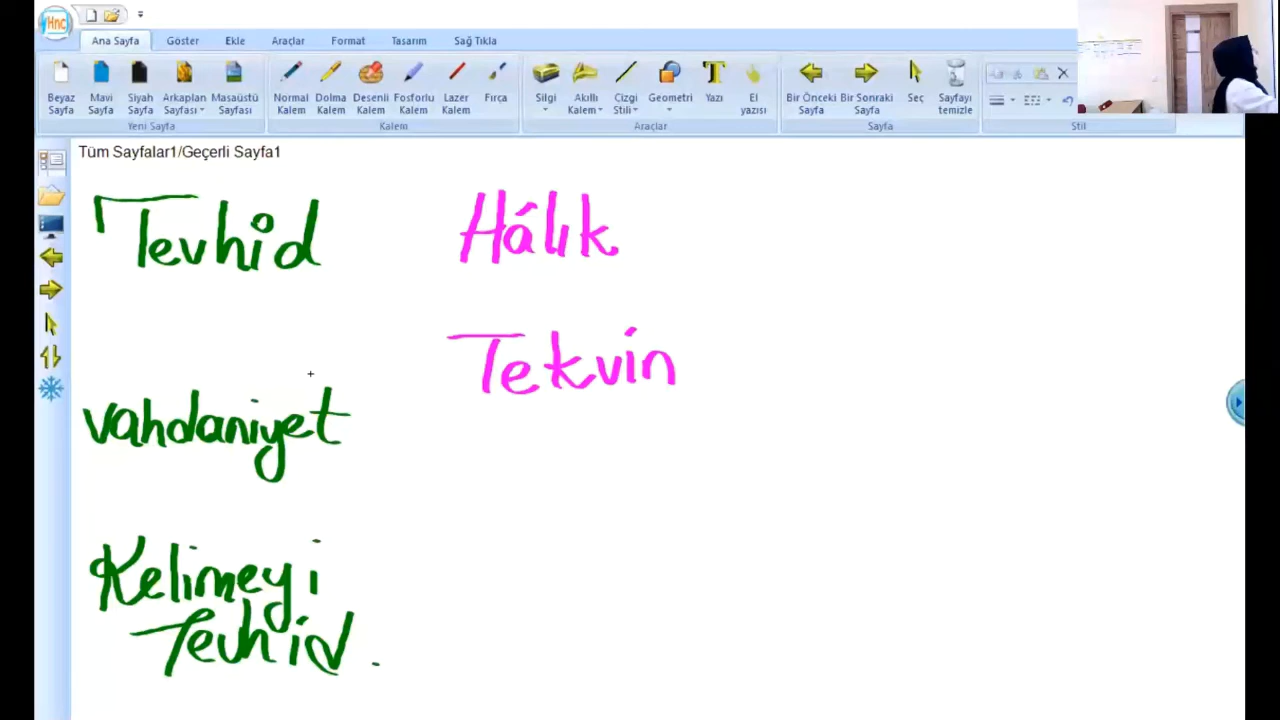 Hnc
Ana Sayfa Göster Ekle Araçlar Format Tasarım Sağ Tıkla
Beyaz Sayfa Mavi Sayfa Siyah Sayfa Arkaplan Sayfası Masaüstü Sayfası Normal Kalem Dolma Kalem Desenli Kalem Fosforlu Kalem Lazer Kalem Fırça Silgi Akıllı Kalem Çizgi Stili Geometri Yazı El yazısı Bir Önceki Sayfa Bir Sonraki Sayfa Seç Sayfayı temizle
Yeni Sayfa Kalem Araçlar Sayfa Stil
Tüm Sayfalar1/Geçerli Sayfa1
Tevhid
Hálık
Tekvin
vahdaniyet
Kelimeyi
Tevhid.